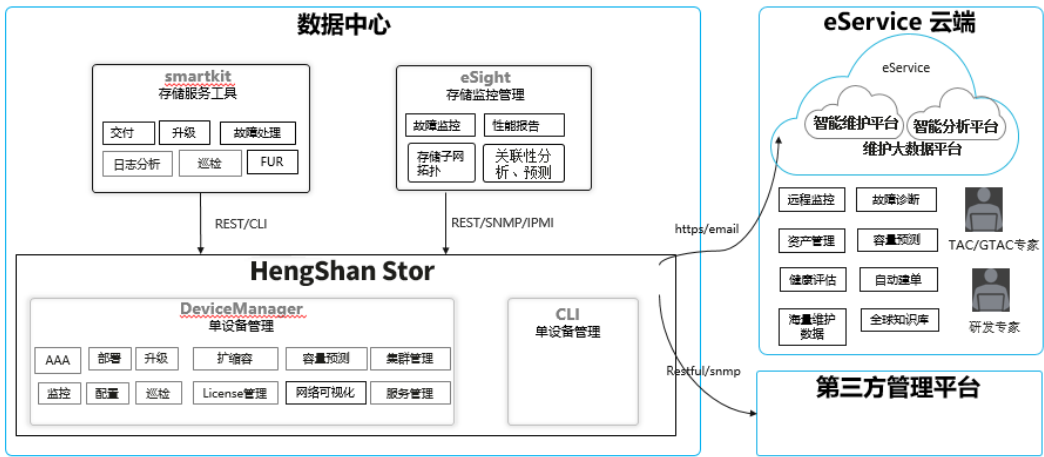 数据中心
smartkit
存储服务工具
交付
升级
故障处理
日志分析
巡检
FUR
eSight
存储监控管理
故障监控
性能报告
存储子网
拓扑
关联性分
析、预测
REST/CLI
REST/SNMP/IPMI
HengShan Stor
DeviceManager
单设备管理
AAA
部署
升级
扩缩容
容量预测
集群管理
监控
配置
巡检
License管理
网络可视化
服务管理
CLI
单设备管理
https/email
Restful/snmp
eService 云端
eService
智能维护平台
智能分析平台
维护大数据平台
远程监控
故障诊断
资产管理
容量预测
健康评估
自动建单
海量维护
数据
全球知识库
TAC/GTAC专家
研发专家
第三方管理平台